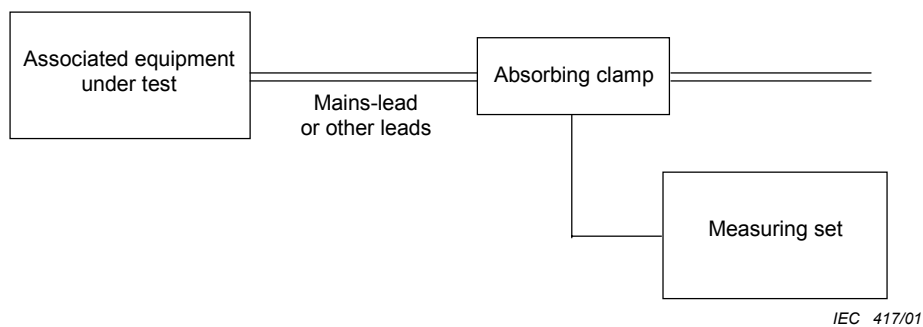 Associated equipment
under test
Absorbing clamp
Mains-lead
or other leads
Measuring set
IEC 417/01